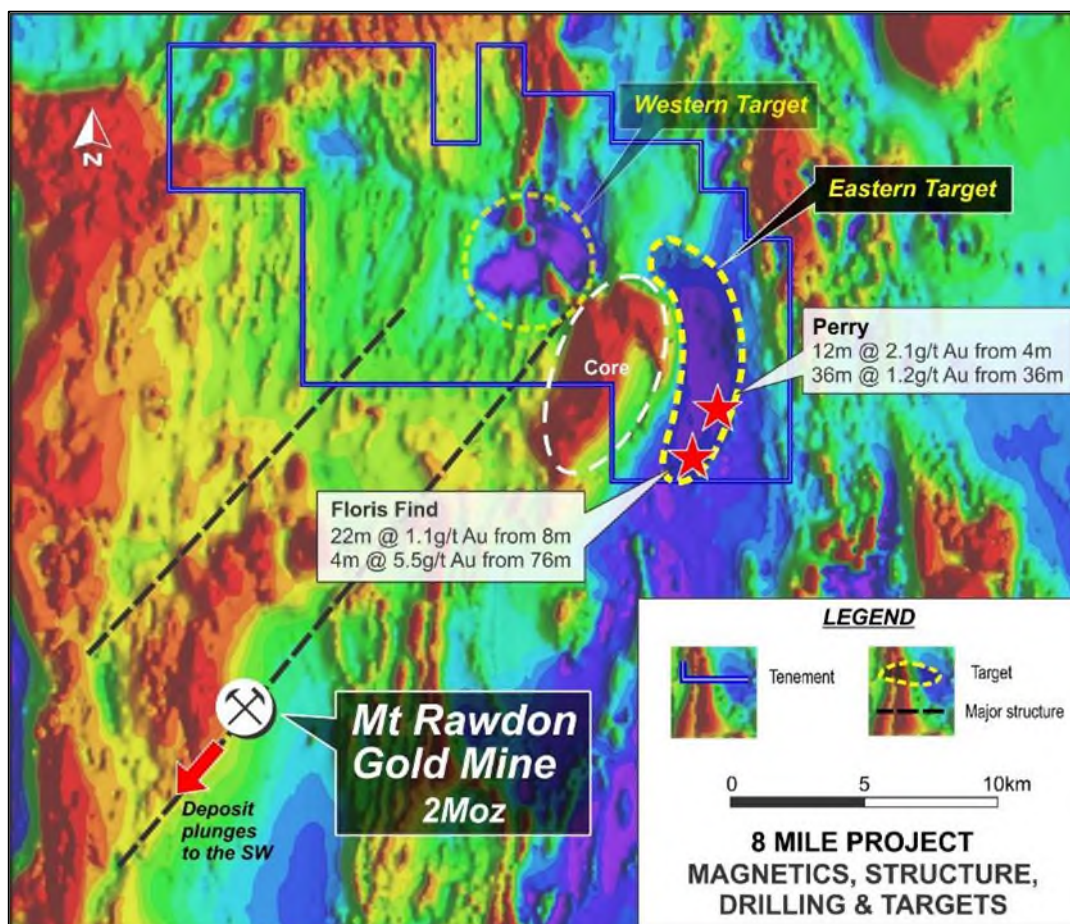 Western Target
Eastern Target
N
Perry
12m @ 2.1g/t Au from 4m
36m @ 1.2g/t Au from 36m
Core
Floris Find
22m @ 1.1g/t Au from 8m
4m @ 5.5g/t Au from 76m
Mt Rawdon
Gold Mine
2Moz
Deposit
plunges
to the SW
LEGEND
Tenement
Target
Major structure
0 5 10km
8 MILE PROJECT
MAGNETICS, STRUCTURE,
DRILLING & TARGETS